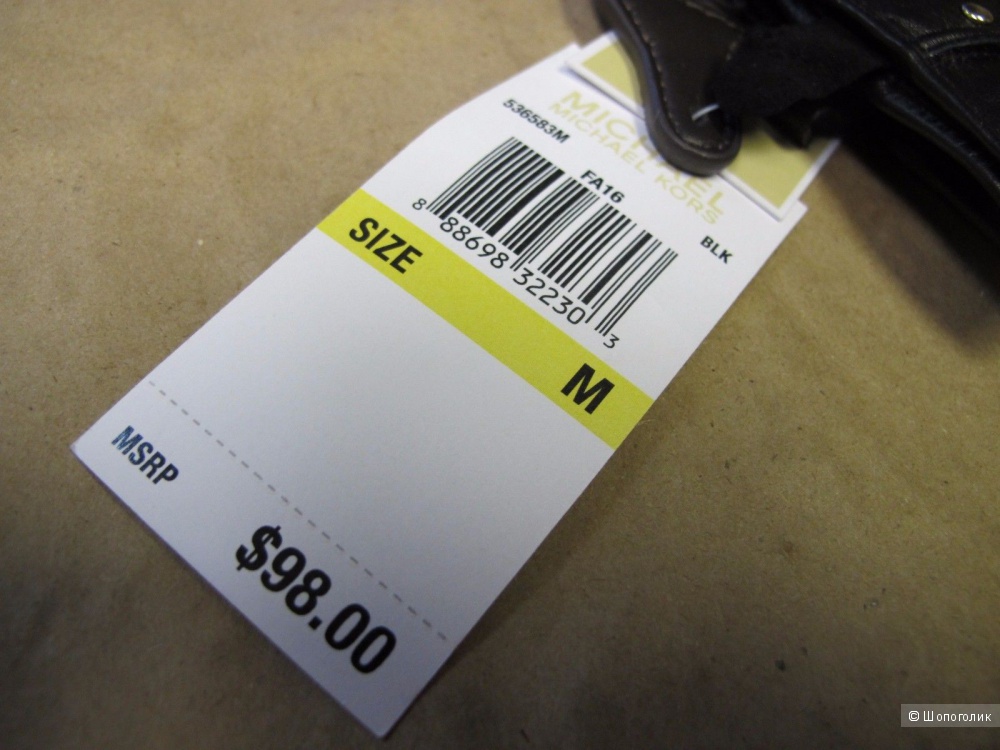 MICHAEL
MICHAEL KORS
536583M
FA16
BLK
8 88698 32230 3
SIZE M
MSRP
$98.00
© Шопоголик